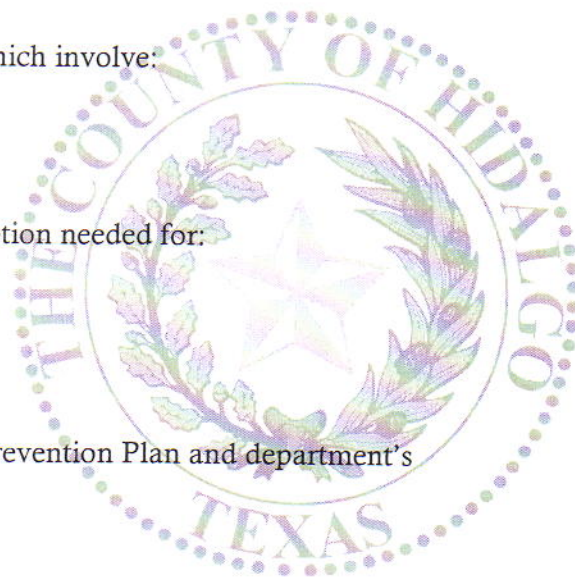 hich involve:
THE COUNTY OF HIDALGO
tion needed for:
revention Plan and department's
TEXAS